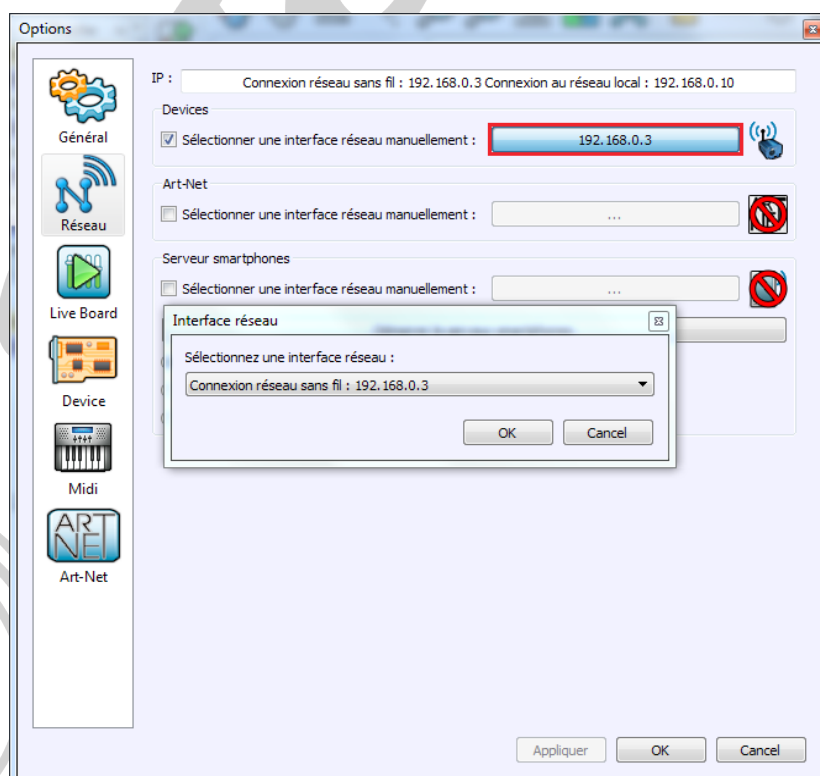 Options
Général
Réseau
Live Board
Device
Midi
ART
NET
Art-Net
IP : Connexion réseau sans fil : 192.168.0.3 Connexion au réseau local : 192.168.0.10
Devices
Sélectionner une interface réseau manuellement : 192.168.0.3
Art-Net
Sélectionner une interface réseau manuellement : ...
Serveur smartphones
Sélectionner une interface réseau manuellement : ...
Interface réseau
Sélectionnez une interface réseau :
Connexion réseau sans fil : 192.168.0.3
OK Cancel
Appliquer OK Cancel